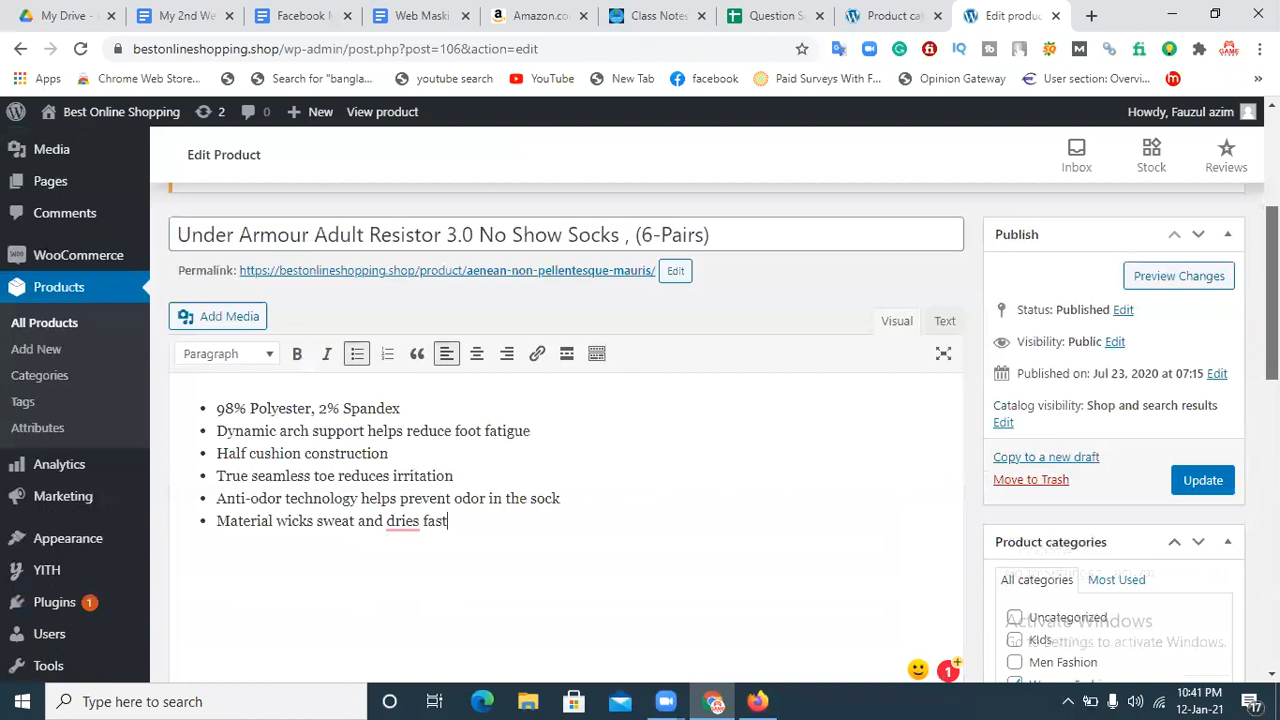 My Drive -
My 2nd We
Facebook I
Web Maski
Amazon.co
Class Notes
Question S
Product ca
Edit produc
bestonlineshopping.shop/wp-admin/post.php?post=106&action=edit
Apps
Chrome Web Store...
Search for "bangla...
youtube search
YouTube
New Tab
facebook
Paid Surveys With F...
Opinion Gateway
User section: Overvi...
Best Online Shopping
2
0
New
View product
Howdy, Fauzul azim
Media
Pages
Comments
WooCommerce
Products
All Products
Add New
Categories
Tags
Attributes
Analytics
Marketing
Appearance
YITH
Plugins 1
Users
Tools
Edit Product
Inbox
Stock
Reviews
Under Armour Adult Resistor 3.0 No Show Socks , (6-Pairs)
Permalink: https://bestonlineshopping.shop/product/aenean-non-pellentesque-mauris/ Edit
Add Media
Visual
Text
Paragraph
• 98% Polyester, 2% Spandex
• Dynamic arch support helps reduce foot fatigue
• Half cushion construction
• True seamless toe reduces irritation
• Anti-odor technology helps prevent odor in the sock
• Material wicks sweat and dries fast
1
Publish
Preview Changes
Status: Published Edit
Visibility: Public Edit
Published on: Jul 23, 2020 at 07:15 Edit
Catalog visibility: Shop and search results
Edit
Copy to a new draft
Move to Trash
Update
Product categories
All categories
Most Used
Uncategorized
Kids
Men Fashion
Activate Windows
Go to Settings to activate Windows.
Type here to search
10:41 PM
12-Jan-21
17